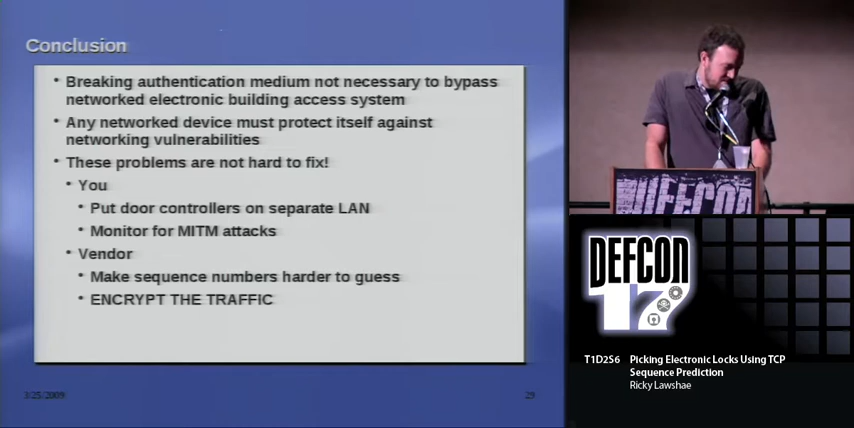 Conclusion
• Breaking authentication medium not necessary to bypass
networked electronic building access system
• Any networked device must protect itself against
networking vulnerabilities
• These problems are not hard to fix!
• You
• Put door controllers on separate LAN
• Monitor for MITM attacks
• Vendor
• Make sequence numbers harder to guess
• ENCRYPT THE TRAFFIC
3/25/2009
29
DEFCON
DEFCON
17
T1D2S6 Picking Electronic Locks Using TCP
Sequence Prediction
Ricky Lawshae